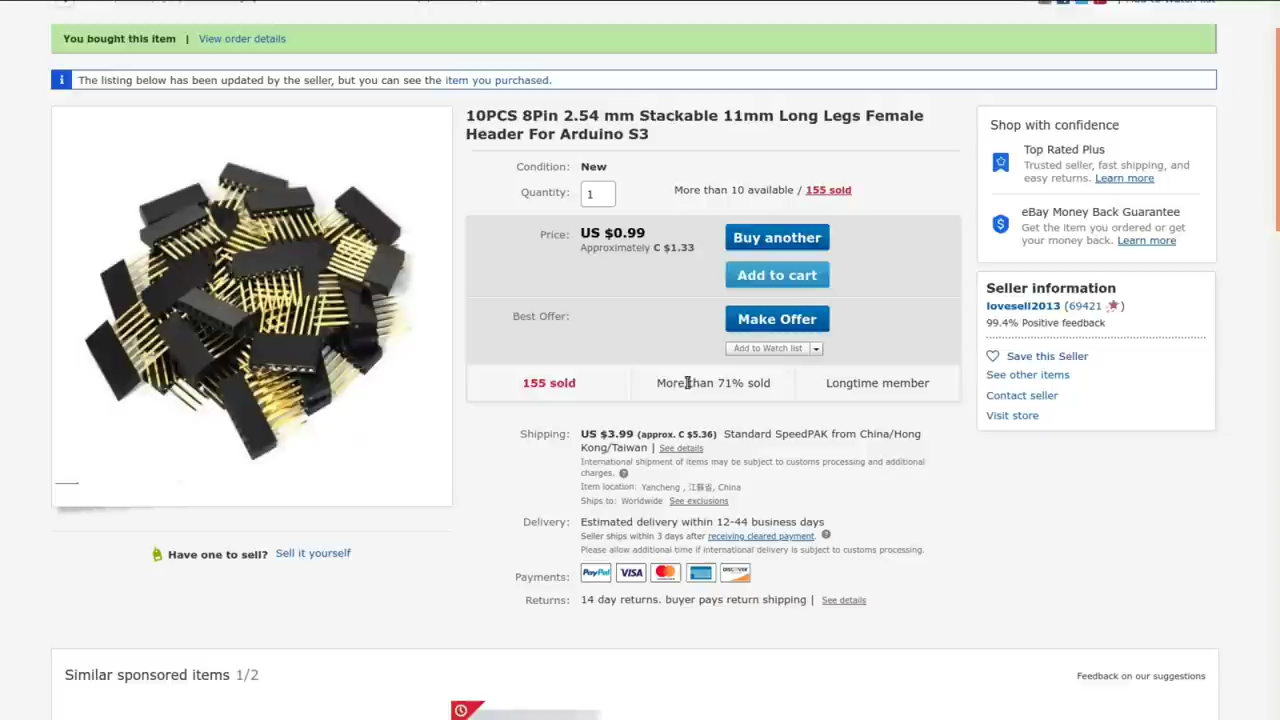 You bought this item | View order details
i The listing below has been updated by the seller, but you can see the item you purchased.
10PCS 8Pin 2.54 mm Stackable 11mm Long Legs Female
Header For Arduino S3
Condition: New
Quantity: 1 More than 10 available / 155 sold
Price: US $0.99
Approximately C $1.33
Buy another
Add to cart
Best Offer:
Make Offer
Add to Watch list
155 sold More than 71% sold Longtime member
Shipping: US $3.99 (approx. C $5.36) Standard SpeedPAK from China/Hong
Kong/Taiwan | See details
International shipment of items may be subject to customs processing and additional
charges. ?
Item location: Yancheng , 江蘇省, China
Ships to: Worldwide See exclusions
Delivery: Estimated delivery within 12-44 business days
Seller ships within 3 days after receiving cleared payment. ?
Please allow additional time if international delivery is subject to customs processing.
Payments: PayPal VISA DISCOVER
Returns: 14 day returns. buyer pays return shipping | See details
Have one to sell? Sell it yourself
Shop with confidence
Top Rated Plus
Trusted seller, fast shipping, and
easy returns. Learn more
eBay Money Back Guarantee
Get the item you ordered or get
your money back. Learn more
Seller information
lovesell2013 (69421 )
99.4% Positive feedback
Save this Seller
See other items
Contact seller
Visit store
Similar sponsored items 1/2
Feedback on our suggestions